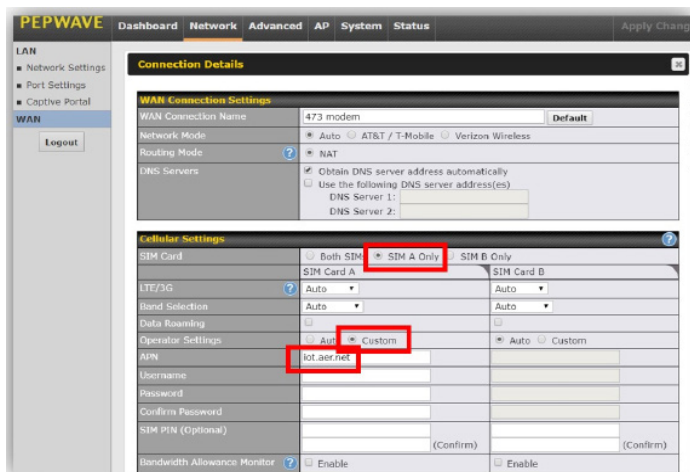 PEPWAVE Dashboard Network Advanced AP System Status Apply Chang
LAN
Network Settings
Port Settings
Captive Portal
WAN
Logout
Connection Details
WAN Connection Settings
WAN Connection Name 473 modem Default
Network Mode Auto AT&T / T-Mobile Verizon Wireless
Routing Mode ? NAT
DNS Servers Obtain DNS server address automatically
Use the following DNS server address(es)
DNS Server 1:
DNS Server 2:
Cellular Settings ?
SIM Card Both SIMs SIM A Only SIM B Only
SIM Card A SIM Card B
LTE/3G ? Auto Auto
Band Selection Auto Auto
Data Roaming
Operator Settings Auto Custom Auto Custom
APN iot.aer.net
Username
Password
Confirm Password
SIM PIN (Optional)
(Confirm) (Confirm)
Bandwidth Allowance Monitor ? Enable Enable